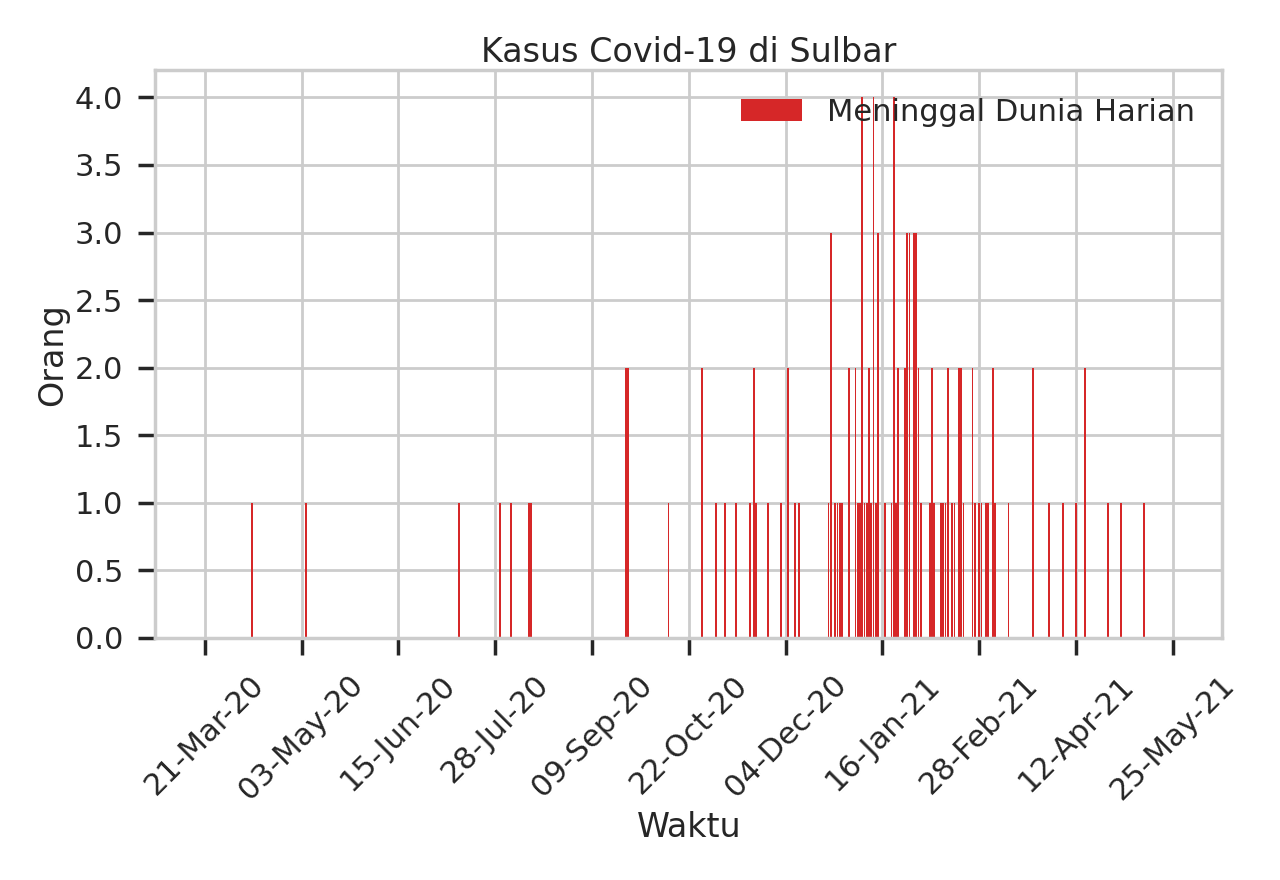 Kasus Covid-19 di Sulbar
Meninggal Dunia Harian
Orang
4.0
3.5
3.0
2.5
2.0
1.5
1.0
0.5
0.0
21-Mar-20
03-May-20
15-Jun-20
28-Jul-20
09-Sep-20
22-Oct-20
04-Dec-20
16-Jan-21
28-Feb-21
12-Apr-21
25-May-21
Waktu